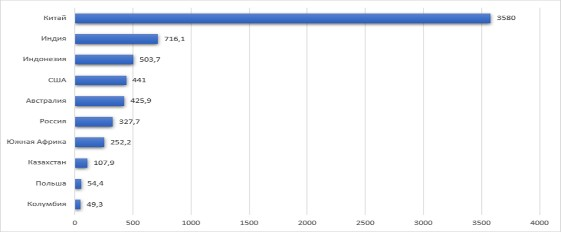 Китай 3580
Индия 716,1
Индонезия 503,7
США 441
Австралия 425,9
Россия 327,7
Южная Африка 252,2
Казахстан 107,9
Польша 54,4
Колумбия 49,3
0 500 1000 1500 2000 2500 3000 3500 4000